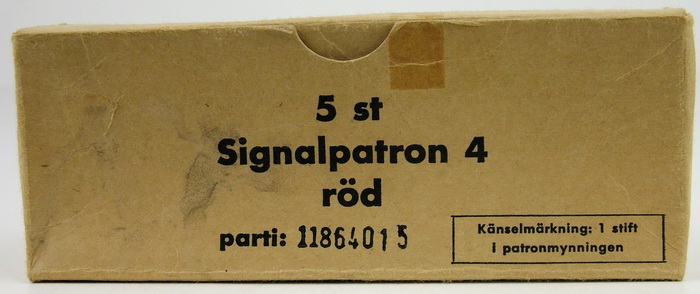 5 st
Signalpatron 4
röd
parti: 11864015
Känselmärkning: 1 stift
i patronmynningen